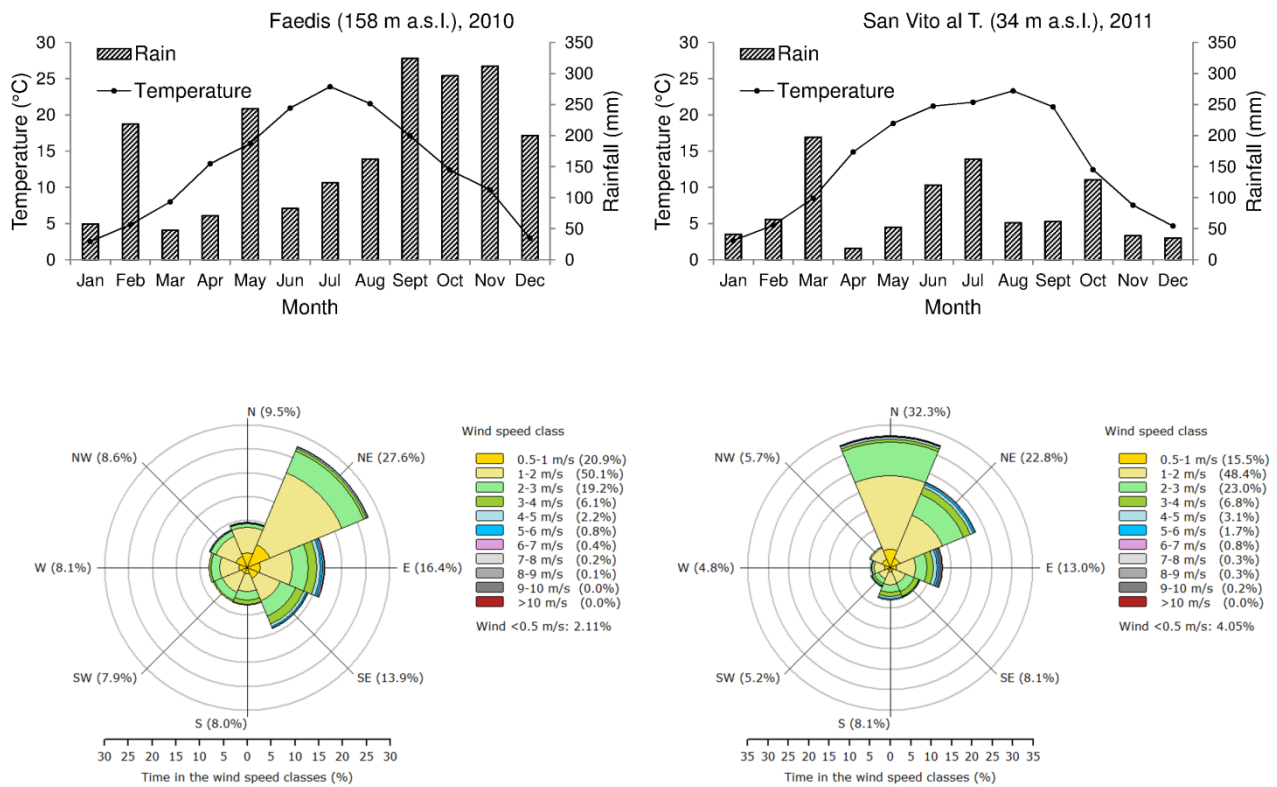 Faedis (158 m a.s.l.), 2010
Rain
Temperature
Temperature (°C)
30
25
20
15
10
5
0
350
300
250
200
150
100
50
0
Rainfall (mm)
Jan Feb Mar Apr May Jun Jul Aug Sept Oct Nov Dec
Month
San Vito al T. (34 m a.s.l.), 2011
Rain
Temperature
Temperature (°C)
30
25
20
15
10
5
0
350
300
250
200
150
100
50
0
Rainfall (mm)
Jan Feb Mar Apr May Jun Jul Aug Sept Oct Nov Dec
Month
N (9.5%)
NW (8.6%)
NE (27.6%)
W (8.1%)
E (16.4%)
SW (7.9%)
SE (13.9%)
S (8.0%)
Wind speed class
0.5-1 m/s (20.9%)
1-2 m/s (50.1%)
2-3 m/s (19.2%)
3-4 m/s (6.1%)
4-5 m/s (2.2%)
5-6 m/s (0.8%)
6-7 m/s (0.4%)
7-8 m/s (0.2%)
8-9 m/s (0.1%)
9-10 m/s (0.0%)
>10 m/s (0.0%)
Wind <0.5 m/s: 2.11%
30 25 20 15 10 5 0 5 10 15 20 25 30
Time in the wind speed classes (%)
N (32.3%)
NW (5.7%)
NE (22.8%)
W (4.8%)
E (13.0%)
SW (5.2%)
SE (8.1%)
S (8.1%)
Wind speed class
0.5-1 m/s (15.5%)
1-2 m/s (48.4%)
2-3 m/s (23.0%)
3-4 m/s (6.8%)
4-5 m/s (3.1%)
5-6 m/s (1.7%)
6-7 m/s (0.8%)
7-8 m/s (0.3%)
8-9 m/s (0.3%)
9-10 m/s (0.2%)
>10 m/s (0.0%)
Wind <0.5 m/s: 4.05%
35 30 25 20 15 10 5 0 5 10 15 20 25 30 35
Time in the wind speed classes (%)